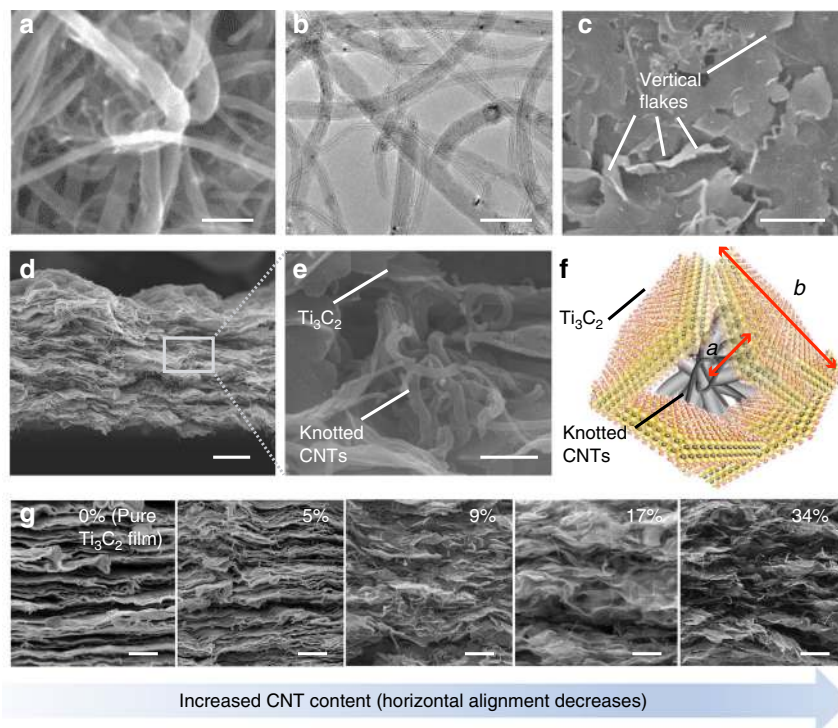 a
b
c
Vertical
flakes
d
e
Ti₃C₂
Knotted
CNTs
f
Ti₃C₂
b
a
Knotted
CNTs
g
0% (Pure
Ti₃C₂ film)
5%
9%
17%
34%
Increased CNT content (horizontal alignment decreases)